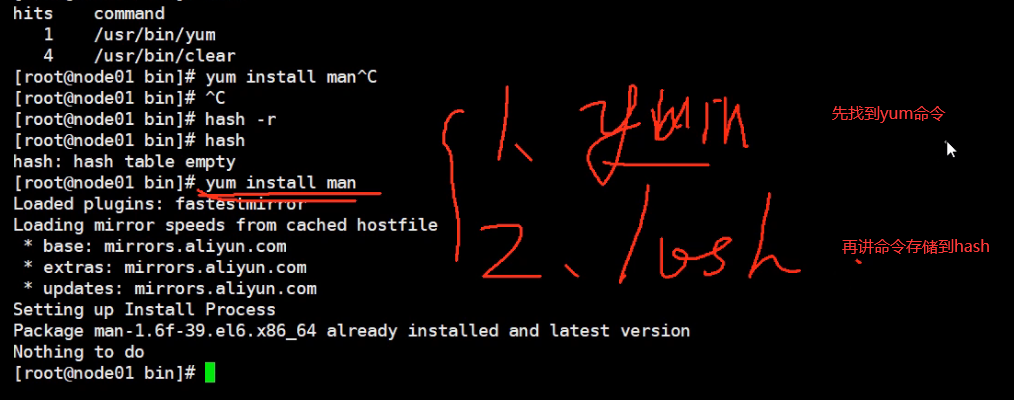 hits    command
   1    /usr/bin/yum
   4    /usr/bin/clear
[root@node01 bin]# yum install man^C
[root@node01 bin]# ^C
[root@node01 bin]# hash -r
[root@node01 bin]# hash
hash: hash table empty
[root@node01 bin]# yum install man
Loaded plugins: fastestmirror
Loading mirror speeds from cached hostfile
 * base: mirrors.aliyun.com
 * extras: mirrors.aliyun.com
 * updates: mirrors.aliyun.com
Setting up Install Process
Package man-1.6f-39.el6.x86_64 already installed and latest version
Nothing to do
[root@node01 bin]#
1、
先找到yum命令
2、
再讲命令存储到hash